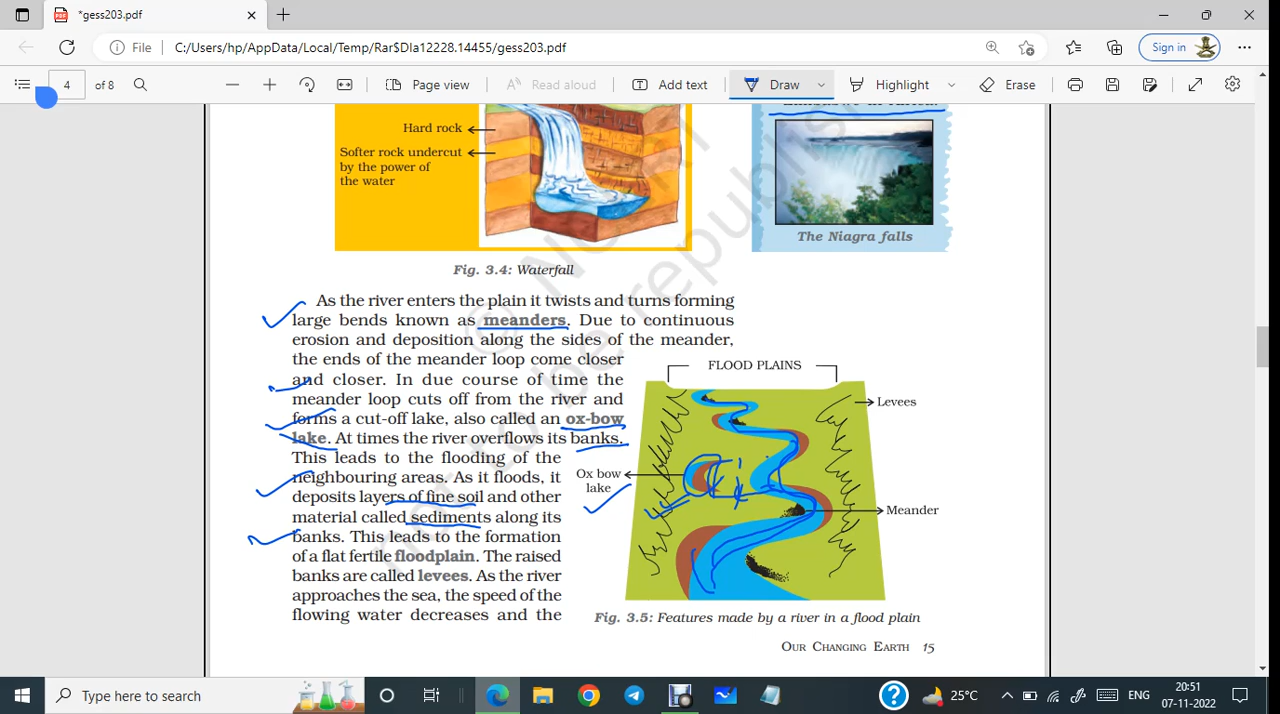 *gess203.pdf
File C:/Users/hp/AppData/Local/Temp/Rar$DIa12228.14455/gess203.pdf Sign in
4 of 8 Page view Read aloud Add text Draw Highlight Erase
Hard rock
Softer rock undercut
by the power of
the water
The Niagra falls
Fig. 3.4: Waterfall
As the river enters the plain it twists and turns forming
large bends known as meanders. Due to continuous
erosion and deposition along the sides of the meander,
the ends of the meander loop come closer
and closer. In due course of time the
meander loop cuts off from the river and
forms a cut-off lake, also called an ox-bow
lake. At times the river overflows its banks.
This leads to the flooding of the
neighbouring areas. As it floods, it
deposits layers of fine soil and other
material called sediments along its
banks. This leads to the formation
of a flat fertile floodplain. The raised
banks are called levees. As the river
approaches the sea, the speed of the
flowing water decreases and the
FLOOD PLAINS
Levees
Ox bow
lake
Meander
Fig. 3.5: Features made by a river in a flood plain
OUR CHANGING EARTH 15
Type here to search
25°C ENG
20:51
07-11-2022